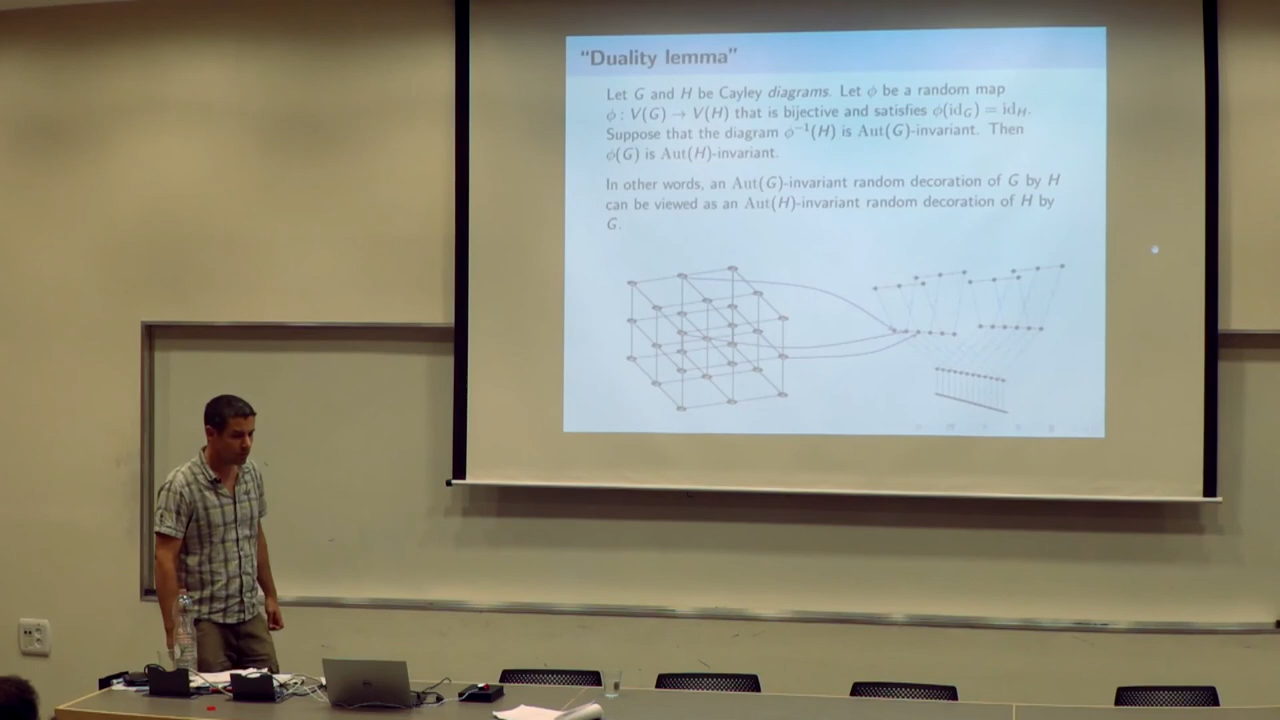 “Duality lemma”
Let G and H be Cayley diagrams. Let ϕ be a random map
ϕ : V(G) → V(H) that is bijective and satisfies ϕ(id_G) = id_H.
Suppose that the diagram ϕ⁻¹(H) is Aut(G)-invariant. Then
ϕ(G) is Aut(H)-invariant.
In other words, an Aut(G)-invariant random decoration of G by H
can be viewed as an Aut(H)-invariant random decoration of H by
G.